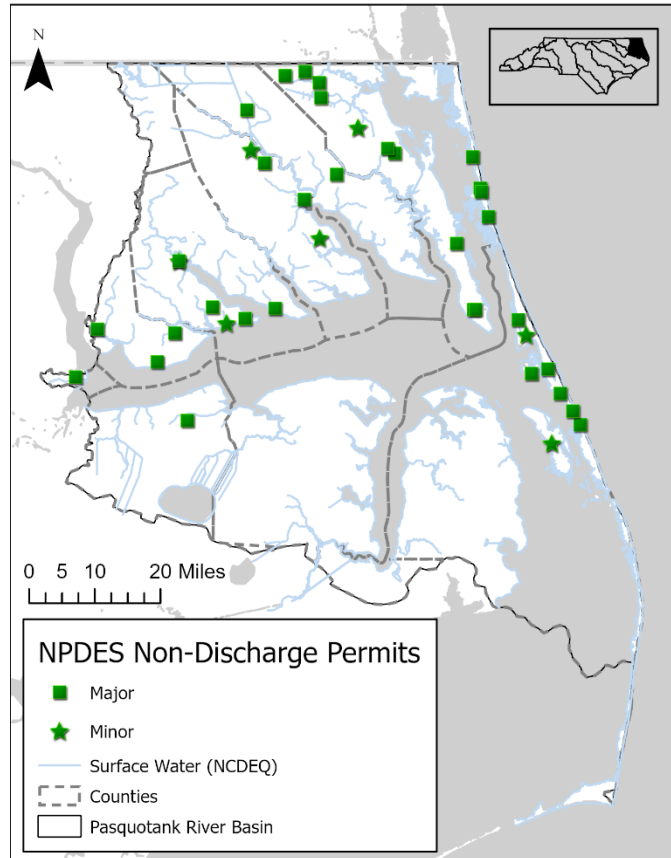 N
0 5 10 20 Miles
NPDES Non-Discharge Permits
Major
Minor
Surface Water (NCDEQ)
Counties
Pasquotank River Basin